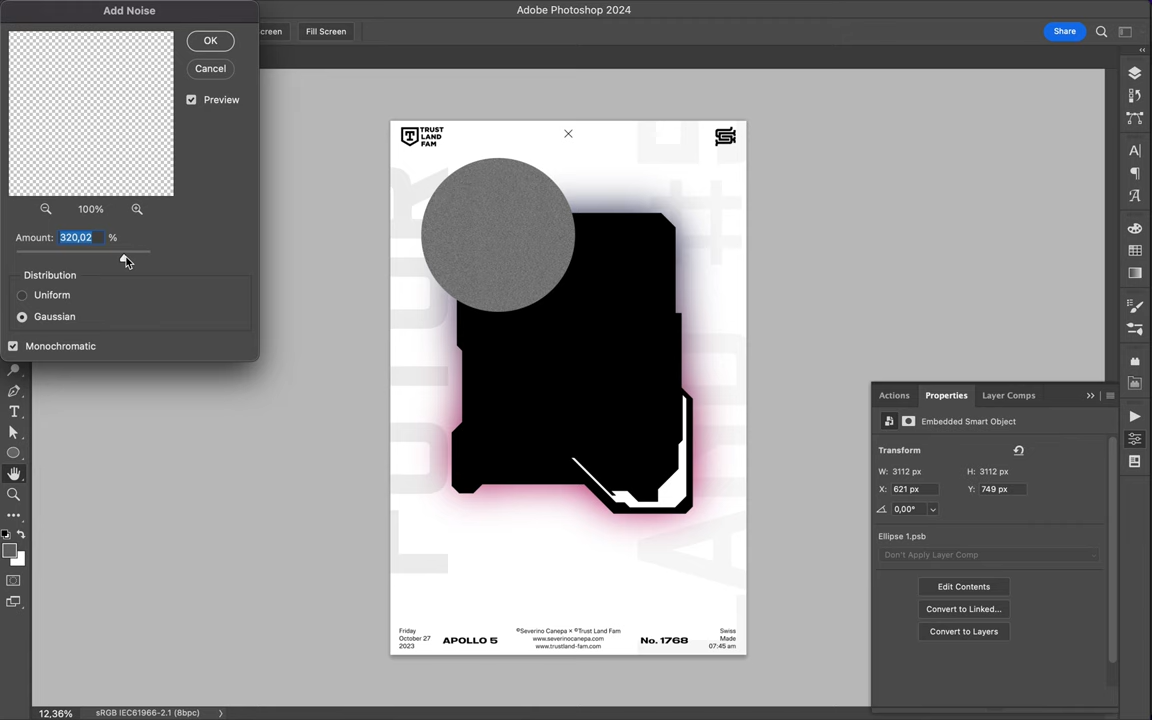 Add Noise
Adobe Photoshop 2024
OK
Cancel
Preview
creen
Fill Screen
Share
100%
Amount: 320,02 %
Distribution
Uniform
Gaussian
Monochromatic
TRUST
LAND
FAM
Friday
October 27
2023
APOLLO 5
©Severino Canepa × ©Trust Land Fam
www.severinocanepa.com
www.trustland-fam.com
No. 1768
Swiss
Made
07:45 am
Actions
Properties
Layer Comps
Embedded Smart Object
Transform
W: 3112 px
H: 3112 px
X: 621 px
Y: 749 px
0,00°
Ellipse 1.psb
Don't Apply Layer Comp
Edit Contents
Convert to Linked...
Convert to Layers
12,36%
sRGB IEC61966-2.1 (8bpc)